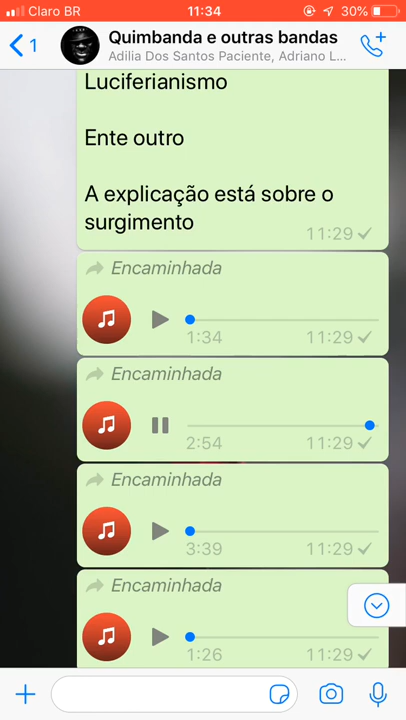 Claro BR 11:34 30%
1 Quimbanda e outras bandas
Adilia Dos Santos Paciente, Adriano L...
Luciferianismo
Ente outro
A explicação está sobre o
surgimento
11:29
Encaminhada
1:34 11:29
Encaminhada
2:54 11:29
Encaminhada
3:39 11:29
Encaminhada
1:26 11:29